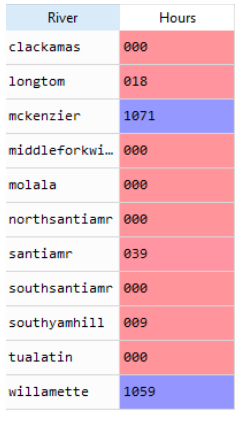 River Hours
clackamas 000
longtom 018
mckenzier 1071
middleforkwi… 000
molala 000
northsantiamr 000
santiamr 039
southsantiamr 000
southyamhill 009
tualatin 000
willamette 1059